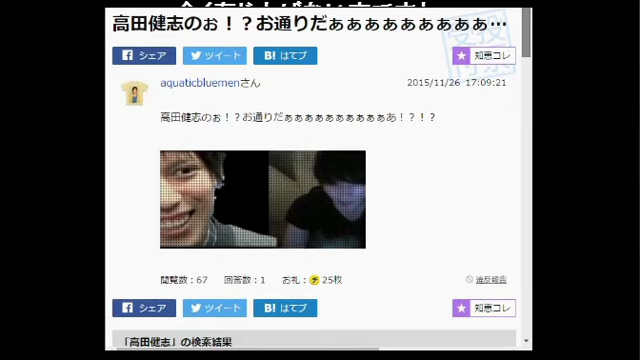 高田健志のぉ！？お通りだぁぁぁぁぁぁぁぁぁ…
シェア ツイート B! はてブ 知恵コレ
aquaticbluemenさん 2015/11/26 17:09:21
高田健志のぉ！？お通りだぁぁぁぁぁぁぁぁぁぁあ！？！？
閲覧数：67 回答数：1 お礼：チ25枚 違反報告
シェア ツイート B! はてブ 知恵コレ
「高田健志」の検索結果